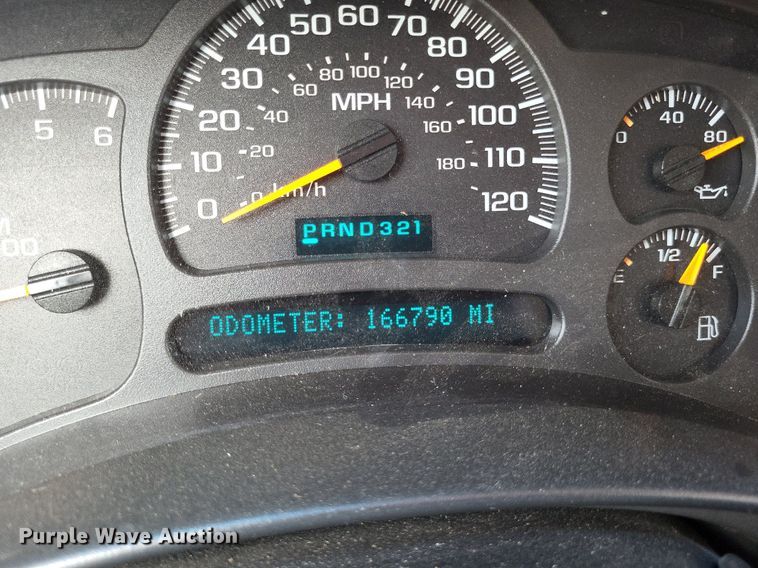 60
50 70
40 80
30 80 100 120 90
60 MPH 140
20 40 160 100
10 20 180 110
0 0 km/h 120
PRND321
5 6
00
0 40 80
1/2 F
E
ODOMETER: 166790 MI
Purple Wave Auction